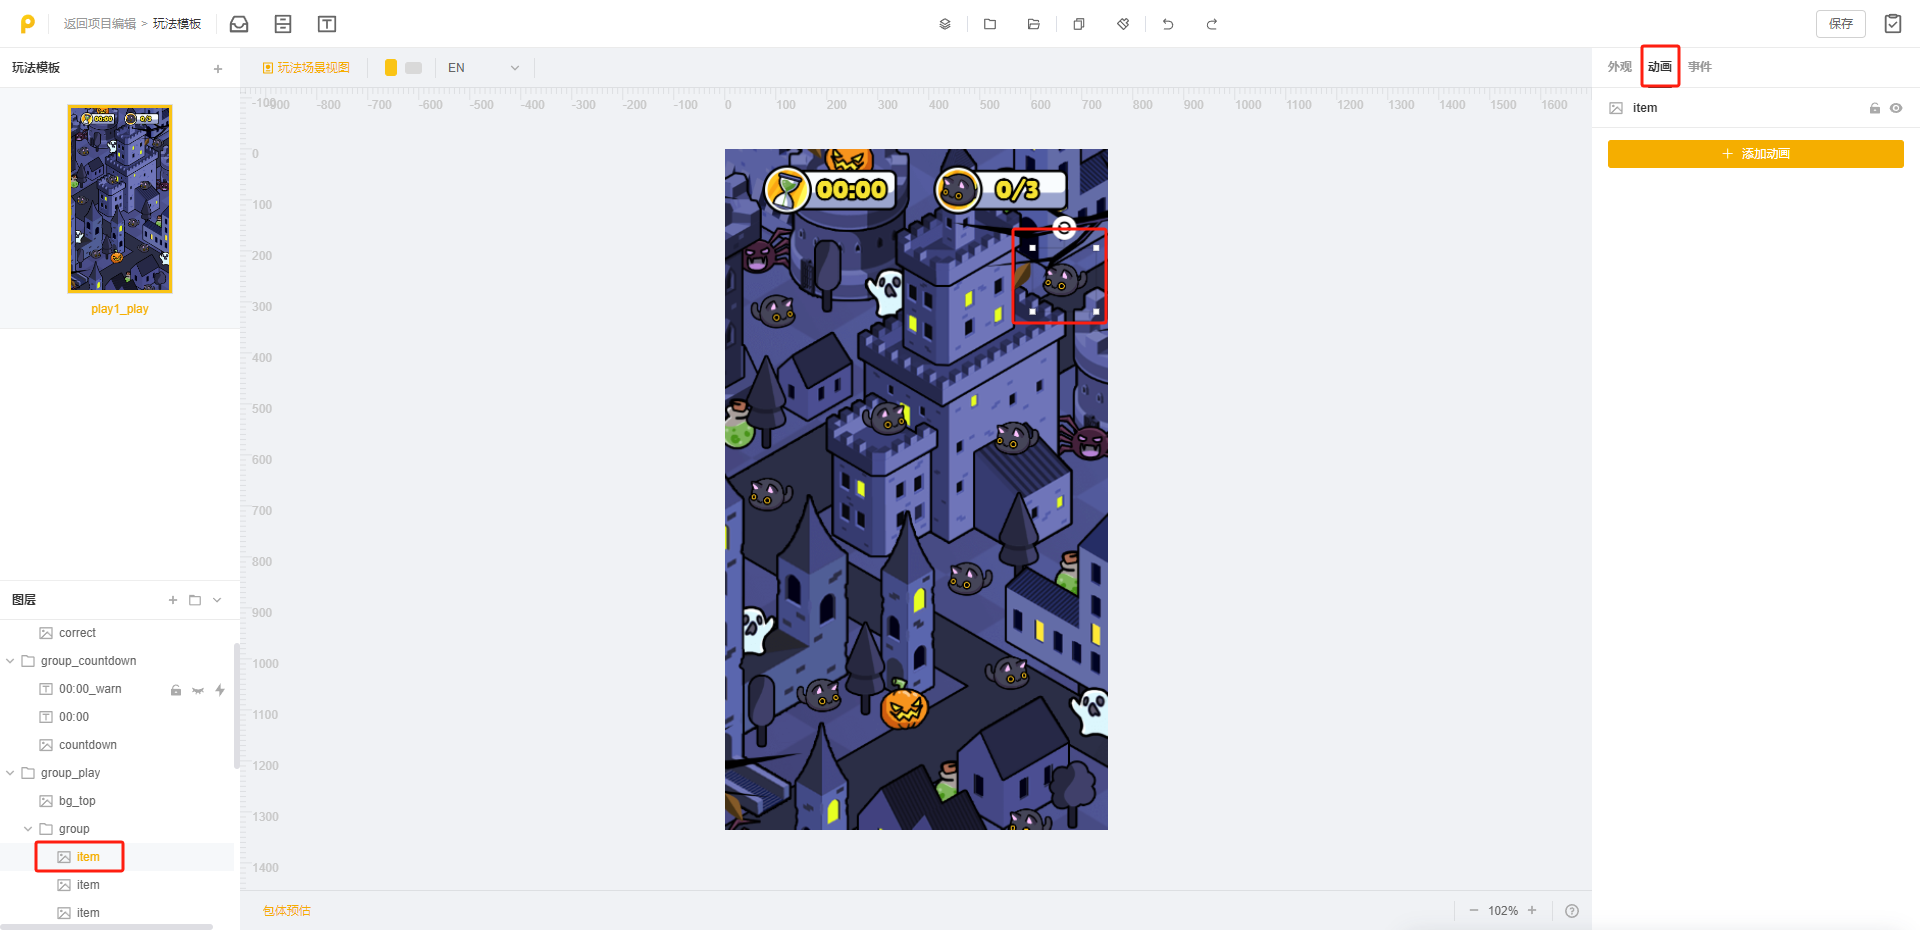 返回项目编辑 > 玩法模板
保存
玩法模板
玩法场景视图
EN
外观 动画 事件
-100
-900 -800 -700 -600 -500 -400 -300 -200 -100 0 100 200 300 400 500 600 700 800 900 1000 1100 1200 1300 1400 1500 1600
item
添加动画
00:00
0/3
00:00 0/3
play1_play
0
100
200
300
400
500
600
700
800
900
1000
1100
1200
1300
1400
图层
correct
group_countdown
00:00_warn
00:00
countdown
group_play
bg_top
group
item
item
item
包体预估
102%